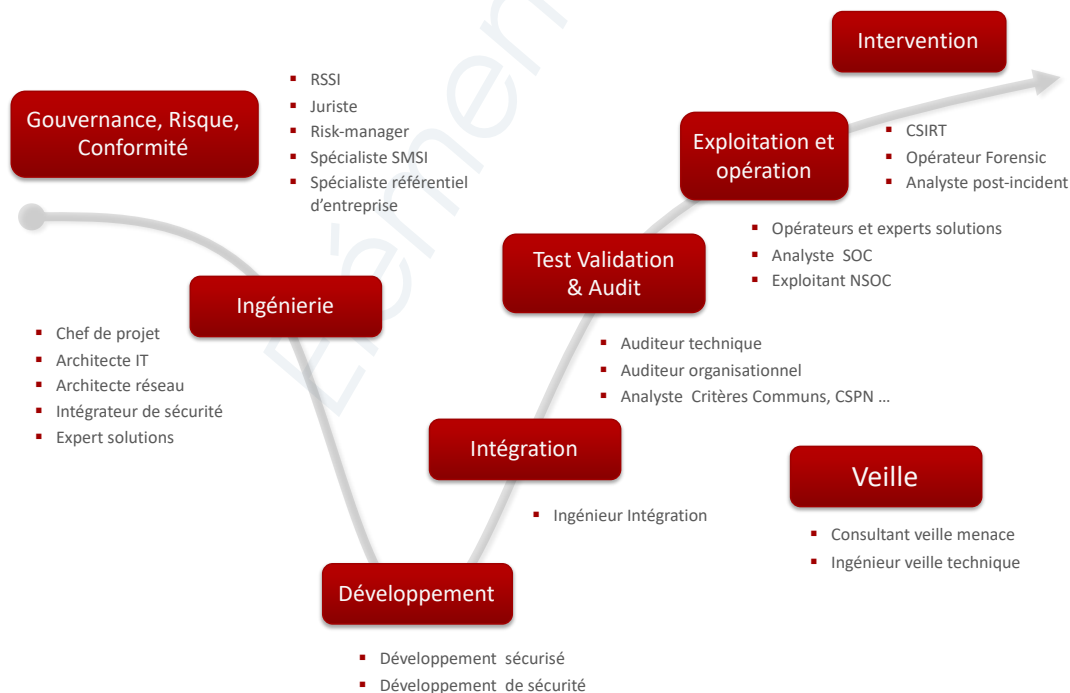 Gouvernance, Risque,
Conformité
▪ RSSI
▪ Juriste
▪ Risk-manager
▪ Spécialiste SMSI
▪ Spécialiste référentiel
d'entreprise
Ingénierie
▪ Chef de projet
▪ Architecte IT
▪ Architecte réseau
▪ Intégrateur de sécurité
▪ Expert solutions
Développement
▪ Développement sécurisé
▪ Développement de sécurité
Intégration
▪ Ingénieur Intégration
Test Validation
& Audit
▪ Auditeur technique
▪ Auditeur organisationnel
▪ Analyste Critères Communs, CSPN ...
Exploitation et
opération
▪ Opérateurs et experts solutions
▪ Analyste SOC
▪ Exploitant NSOC
Intervention
▪ CSIRT
▪ Opérateur Forensic
▪ Analyste post-incident
Veille
▪ Consultant veille menace
▪ Ingénieur veille technique